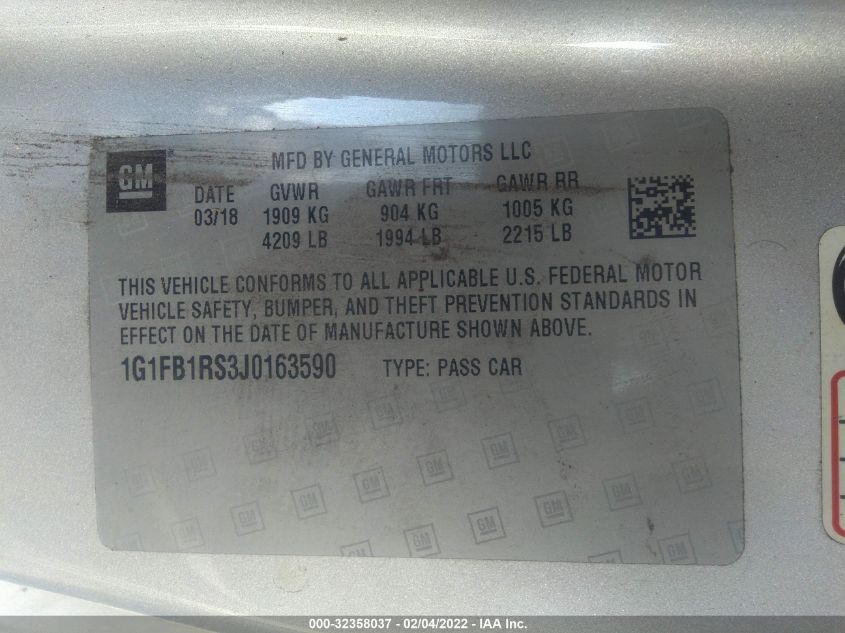 GM
MFD BY GENERAL MOTORS LLC
DATE GVWR GAWR FRT GAWR RR
03/18 1909 KG 904 KG 1005 KG
4209 LB 1994 LB 2215 LB
THIS VEHICLE CONFORMS TO ALL APPLICABLE U.S. FEDERAL MOTOR
VEHICLE SAFETY, BUMPER, AND THEFT PREVENTION STANDARDS IN
EFFECT ON THE DATE OF MANUFACTURE SHOWN ABOVE.
1G1FB1RS3J0163590 TYPE: PASS CAR
000-32358037 - 02/04/2022 - IAA Inc.